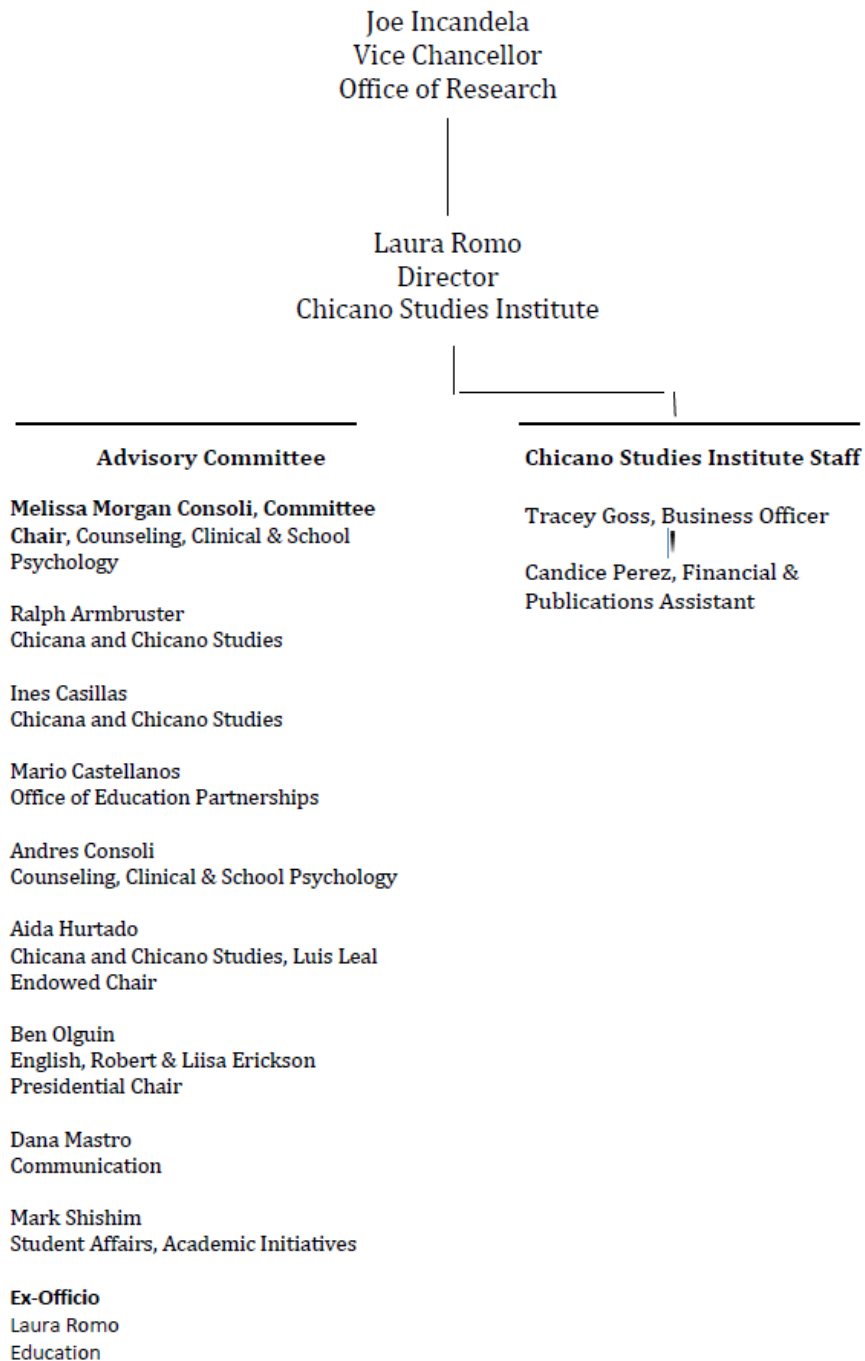 Joe Incandela
Vice Chancellor
Office of Research
Laura Romo
Director
Chicano Studies Institute
Advisory Committee
Melissa Morgan Consoli, Committee
Chair, Counseling, Clinical & School
Psychology
Ralph Armbruster
Chicana and Chicano Studies
Ines Casillas
Chicana and Chicano Studies
Mario Castellanos
Office of Education Partnerships
Andres Consoli
Counseling, Clinical & School Psychology
Aida Hurtado
Chicana and Chicano Studies, Luis Leal
Endowed Chair
Ben Olguin
English, Robert & Liisa Erickson
Presidential Chair
Dana Mastro
Communication
Mark Shishim
Student Affairs, Academic Initiatives
Ex-Officio
Laura Romo
Education
Chicano Studies Institute Staff
Tracey Goss, Business Officer
Candice Perez, Financial &
Publications Assistant